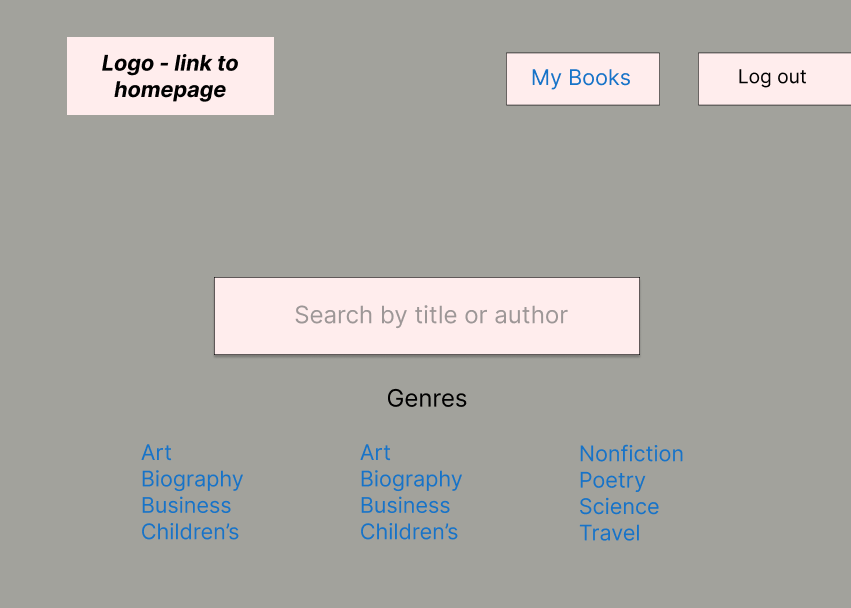 Logo - link to
homepage
My Books
Log out
Search by title or author
Genres
Art
Biography
Business
Children’s
Art
Biography
Business
Children’s
Nonfiction
Poetry
Science
Travel